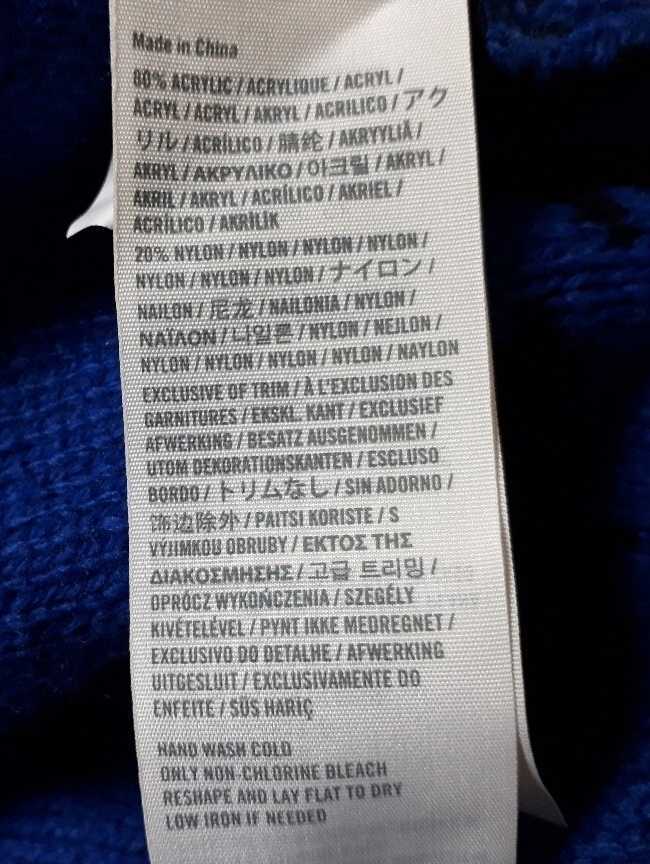 Made in China
80% ACRYLIC / ACRYLIQUE / ACRYL /
ACRYL / ACRYL / AKRYL / ACRILICO / アク
リル / ACRÍLICO / 腈纶 / AKRYYLIÄ /
AKRYL / ΑΚΡΥΛΙΚΟ / 아크릴 / AKRYL /
AKRIL / AKRYL / ACRÍLICO / AKRIEL /
ACRÍLICO / AKRİLİK
20% NYLON / NYLON / NYLON / NYLON /
NYLON / NYLON / NYLON / ナイロン /
NAILON / 尼龙 / NAILONIA / NYLON /
ΝΑΪΛΟΝ / 나일론 / NYLON / NEJLON /
NYLON / NYLON / NYLON / NYLON / NAYLON
EXCLUSIVE OF TRIM / À L'EXCLUSION DES
GARNITURES / EKSKL. KANT / EXCLUSIEF
AFWERKING / BESATZ AUSGENOMMEN /
UTOM DEKORATIONSKANTEN / ESCLUSO
BORDO / トリムなし / SIN ADORNO /
饰边除外 / PAITSI KORISTE / S
VÝJIMKOU OBRUBY / ΕΚΤΟΣ ΤΗΣ
ΔΙΑΚΟΣΜΗΣΗΣ / 고급 트리밍 /
OPRÓCZ WYKOŃCZENIA / SZEGÉLY
KIVÉTELÉVEL / PYNT IKKE MEDREGNET /
EXCLUSIVO DO DETALHE / AFWERKING
UITGESLUIT / EXCLUSIVAMENTE DO
ENFEITE / SÜS HARİÇ
HAND WASH COLD
ONLY NON-CHLORINE BLEACH
RESHAPE AND LAY FLAT TO DRY
LOW IRON IF NEEDED